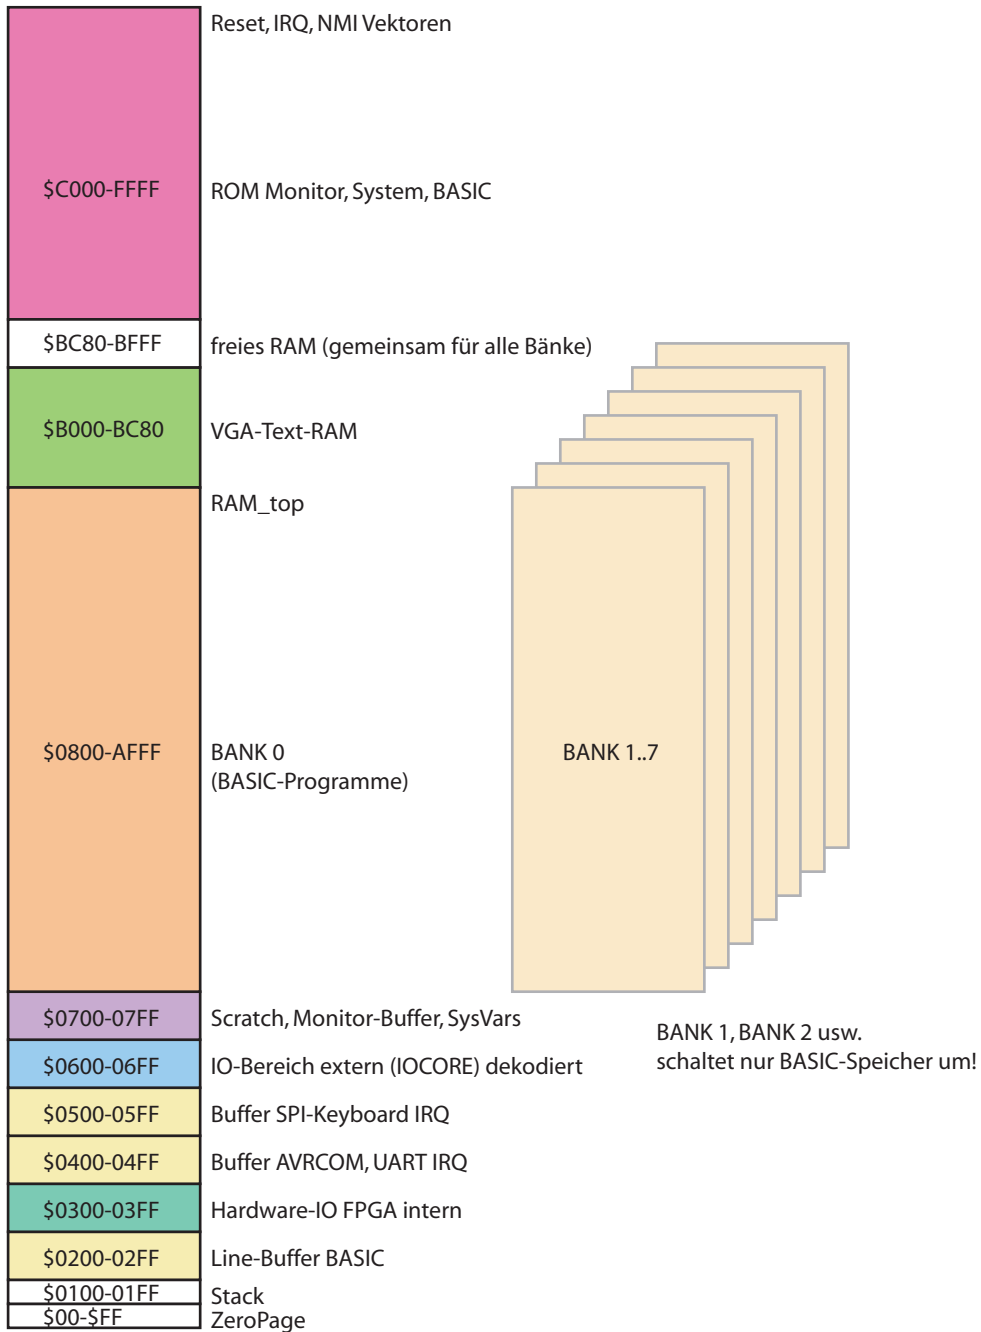 Reset, IRQ, NMI Vektoren
$C000-FFFF
ROM Monitor, System, BASIC
$BC80-BFFF
freies RAM (gemeinsam für alle Bänke)
$B000-BC80
VGA-Text-RAM
RAM_top
$0800-AFFF
BANK 0
(BASIC-Programme)
BANK 1..7
$0700-07FF
Scratch, Monitor-Buffer, SysVars
BANK 1, BANK 2 usw.
schaltet nur BASIC-Speicher um!
$0600-06FF
IO-Bereich extern (IOCORE) dekodiert
$0500-05FF
Buffer SPI-Keyboard IRQ
$0400-04FF
Buffer AVRCOM, UART IRQ
$0300-03FF
Hardware-IO FPGA intern
$0200-02FF
Line-Buffer BASIC
$0100-01FF
Stack
$00-$FF
ZeroPage